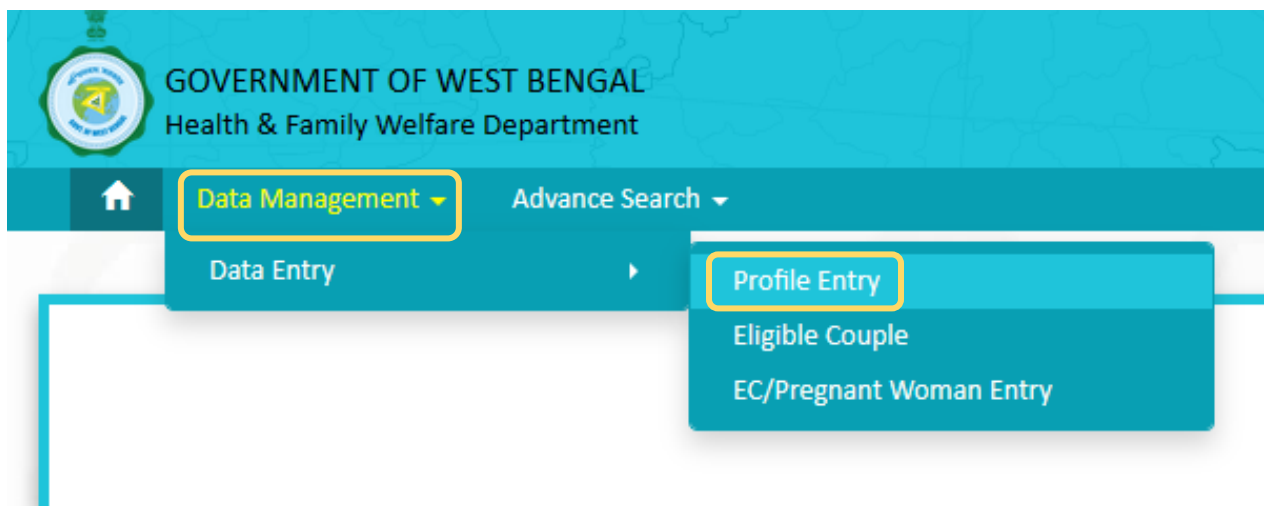 GOVERNMENT OF WEST BENGAL
Health & Family Welfare Department
Data Management
Advance Search
Data Entry
Profile Entry
Eligible Couple
EC/Pregnant Woman Entry